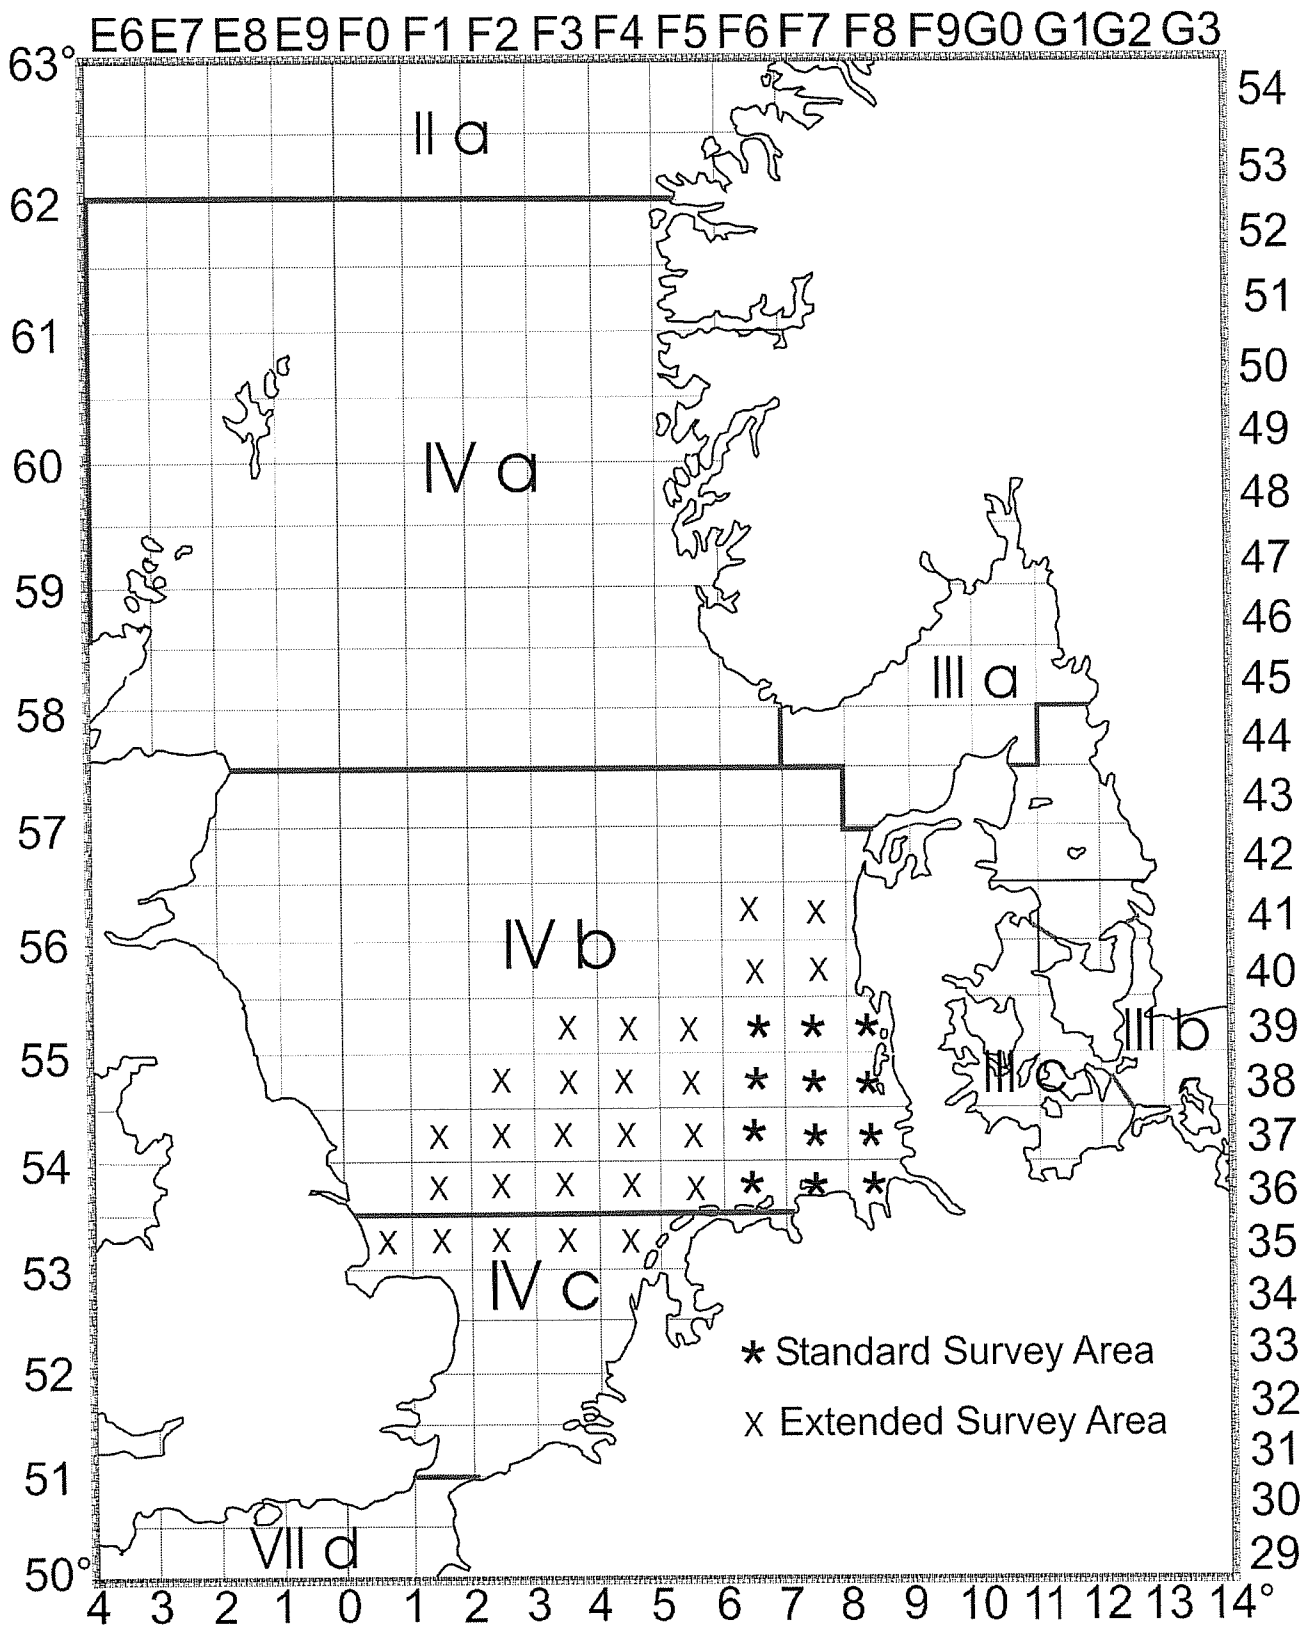 E6 E7 E8 E9 F0 F1 F2 F3 F4 F5 F6 F7 F8 F9 G0 G1 G2 G3
63°
54
II a
53
62
52
51
61
50
49
60
IV a
48
47
59
46
III a
45
58
44
43
57
42
X X
41
56
IV b
X X
40
X X X * * *
39
III b
55
X X X X * * *
38
III c
X X X X X * * *
37
54
X X X X X * * *
36
X X X X X
35
53
IV c
34
* Standard Survey Area
33
52
32
X Extended Survey Area
31
51
30
VII d
29
50°
4 3 2 1 0 1 2 3 4 5 6 7 8 9 10 11 12 13 14°